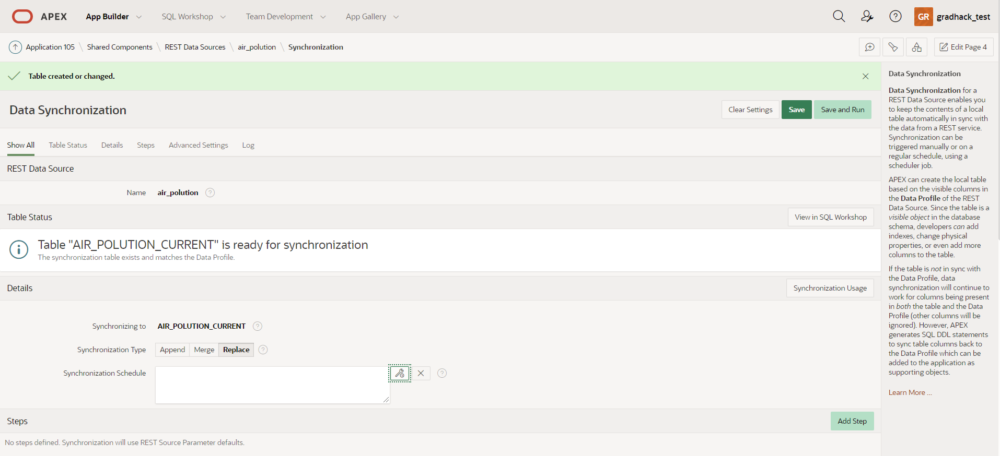 APEX
App Builder
SQL Workshop
Team Development
App Gallery
GR
gradhack_test
Application 105
Shared Components
REST Data Sources
air_polution
Synchronization
Edit Page 4
Table created or changed.
Data Synchronization
Clear Settings
Save
Save and Run
Show All
Table Status
Details
Steps
Advanced Settings
Log
REST Data Source
Name
air_polution
?
Table Status
View in SQL Workshop
Table "AIR_POLUTION_CURRENT" is ready for synchronization
The synchronization table exists and matches the Data Profile.
Details
Synchronization Usage
Synchronizing to
AIR_POLUTION_CURRENT
?
Synchronization Type
Append
Merge
Replace
?
Synchronization Schedule
?
Steps
Add Step
No steps defined. Synchronization will use REST Source Parameter defaults.
Data Synchronization
Data Synchronization for a
REST Data Source enables you
to keep the contents of a local
table automatically in sync with
the data from a REST service.
Synchronization can be
triggered manually or on a
regular schedule, using a
scheduler job.
APEX can create the local table
based on the visible columns in
the Data Profile of the REST
Data Source. Since the table is a
visible object in the database
schema, developers can add
indexes, change physical
properties, or even add more
columns to the table.
If the table is not in sync with
the Data Profile, data
synchronization will continue to
work for columns being present
in both the table and the Data
Profile (other columns will be
ignored). However, APEX
generates SQL DDL statements
to sync table columns back to
the Data Profile which can be
added to the application as
supporting objects.
Learn More ...